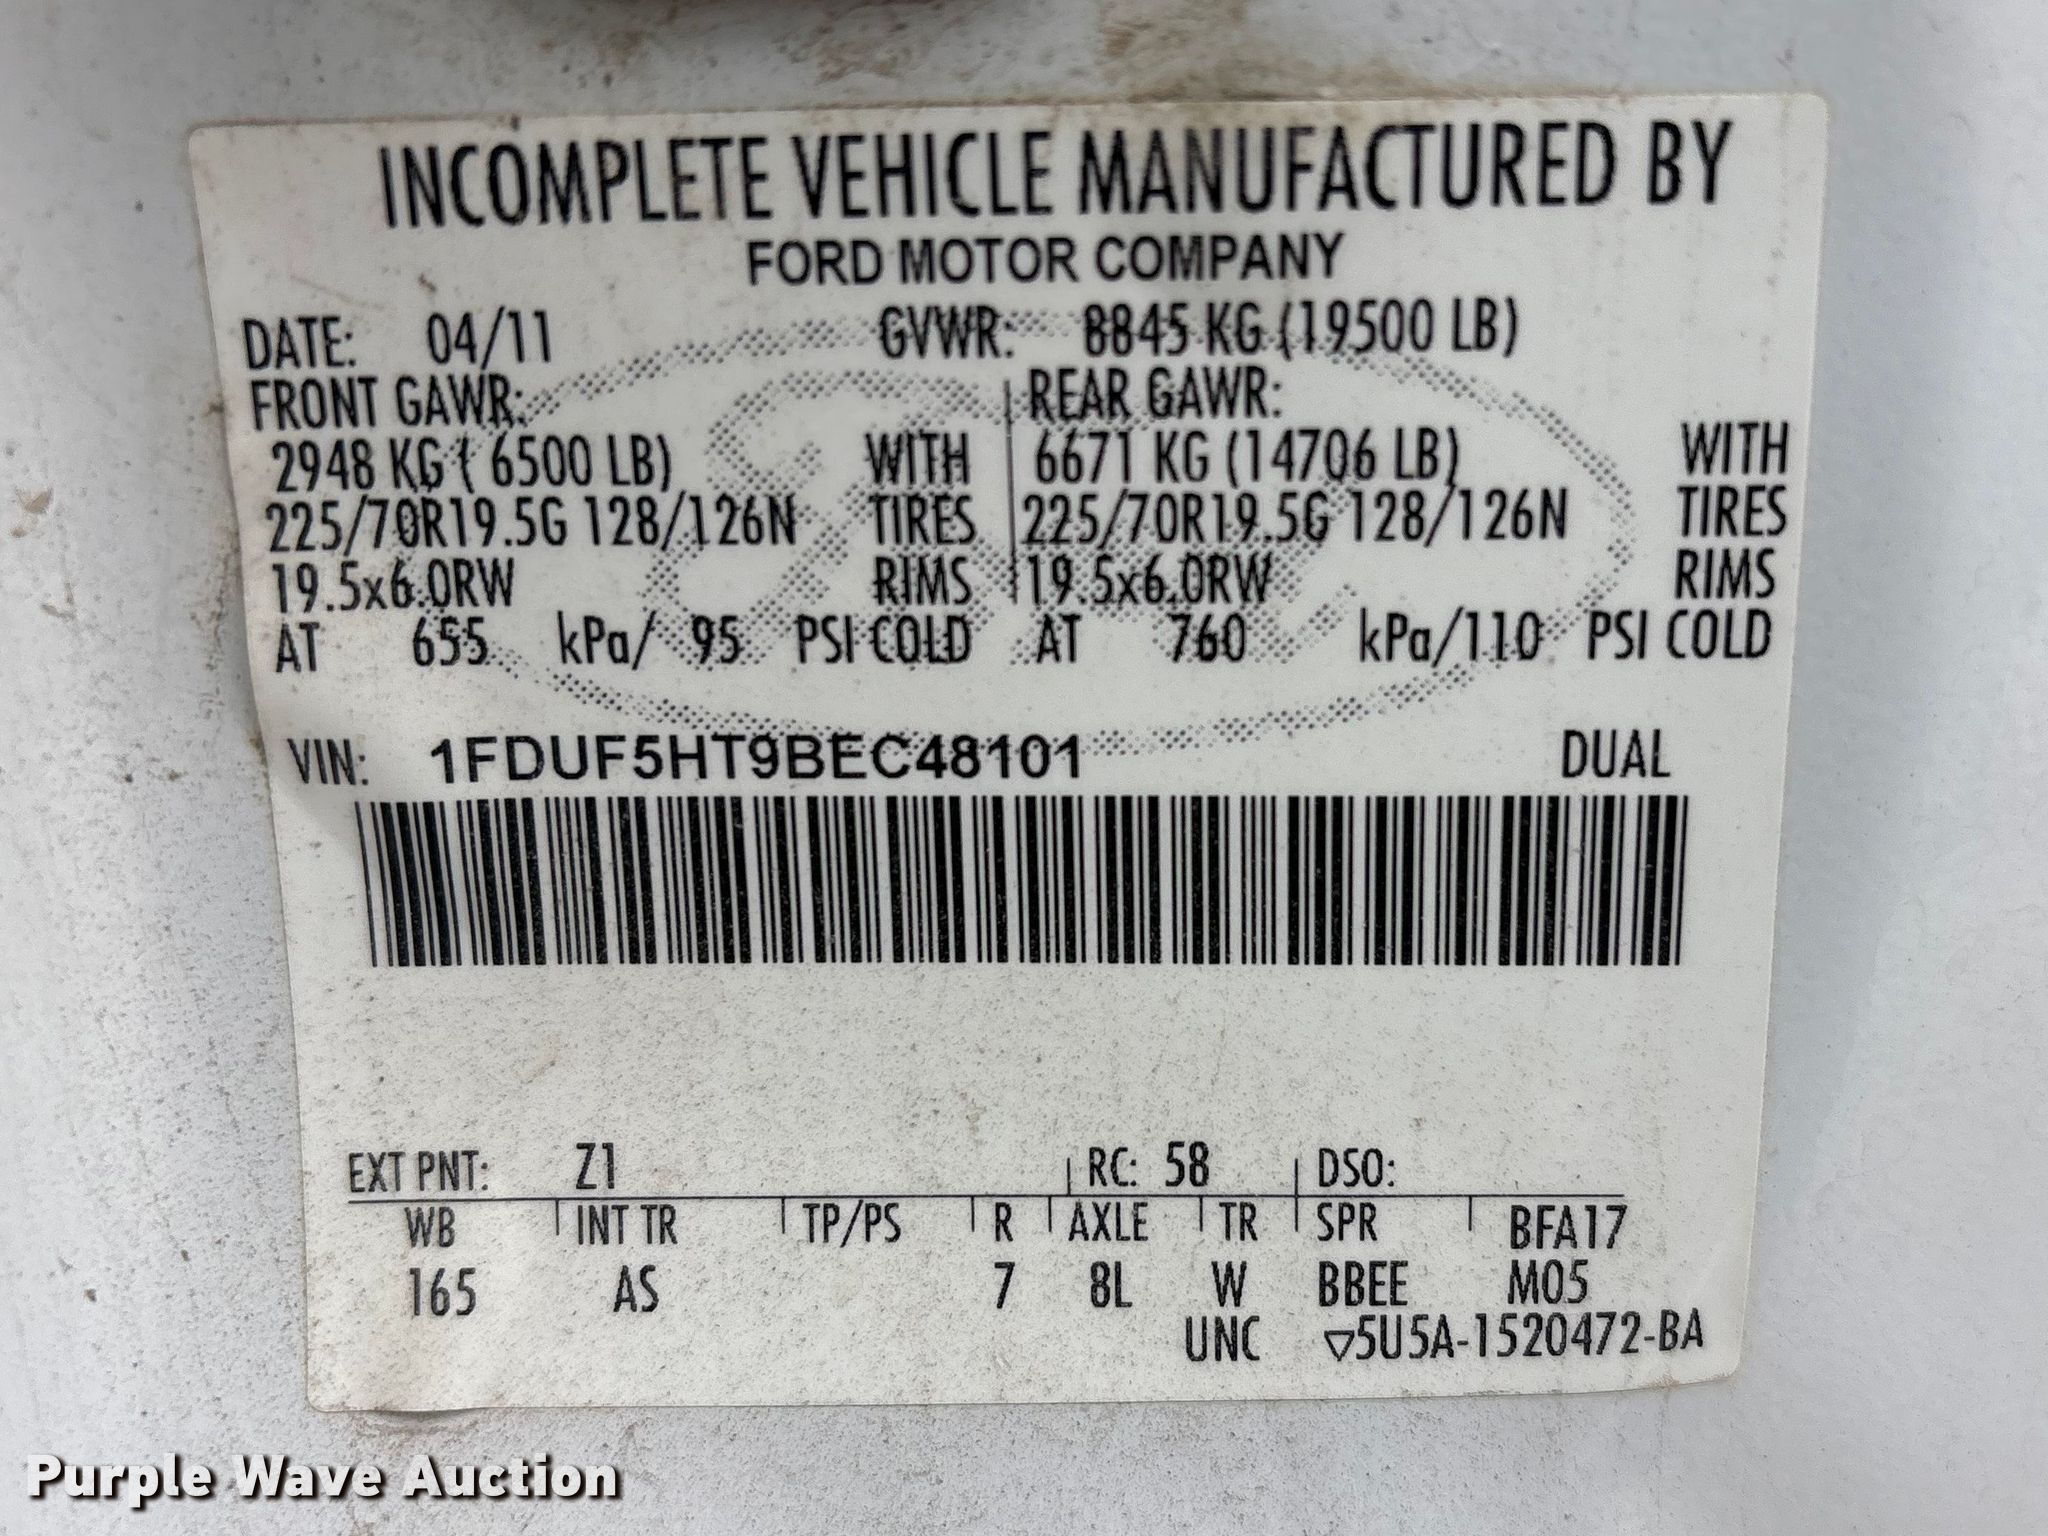 INCOMPLETE VEHICLE MANUFACTURED BY
FORD MOTOR COMPANY
DATE: 04/11 GVWR: 8845 KG (19500 LB)
FRONT GAWR: REAR GAWR:
2948 KG ( 6500 LB) WITH 6671 KG (14706 LB) WITH
225/70R19.5G 128/126N TIRES 225/70R19.5G 128/126N TIRES
19.5x6.0RW RIMS 19.5x6.0RW RIMS
AT 655 kPa/ 95 PSI COLD AT 760 kPa/110 PSI COLD
VIN: 1FDUF5HT9BEC48101 DUAL
EXT PNT: Z1 RC: 58 DSO:
WB INT TR TP/PS R AXLE TR SPR BFA17
165 AS 7 8L W BBEE M05
UNC ▽5U5A-1520472-BA
Purple Wave Auction